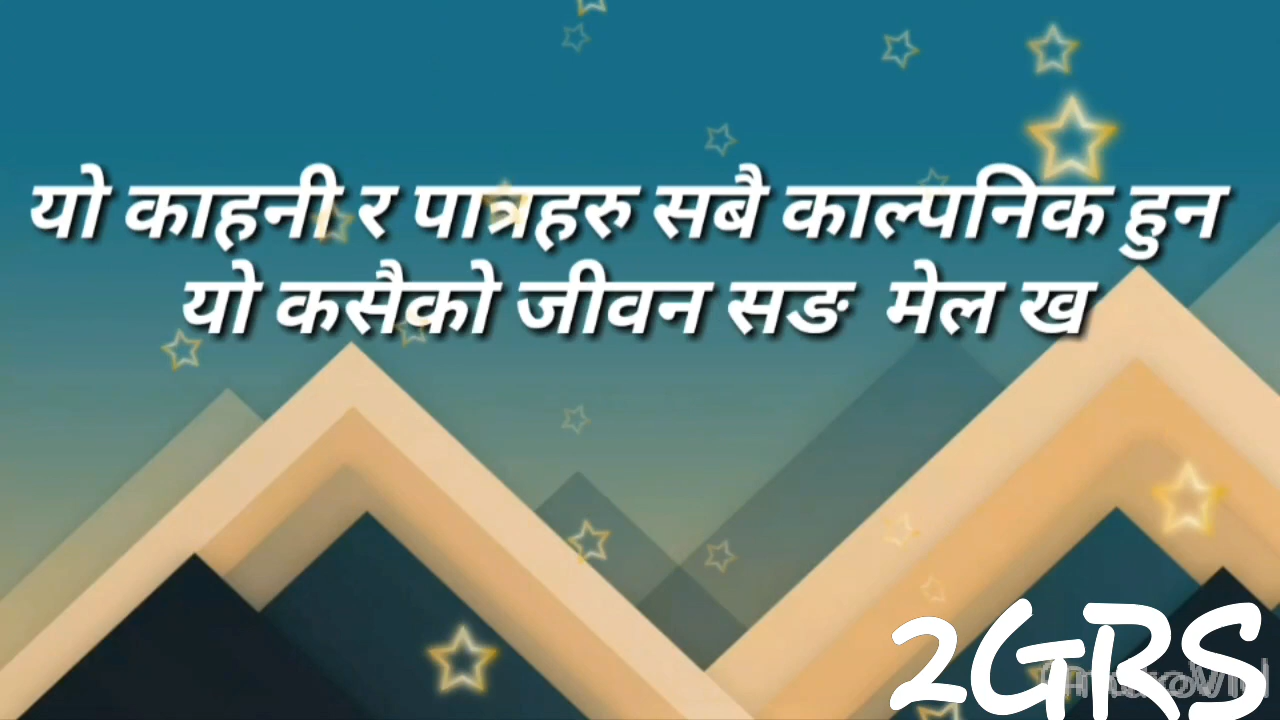 यो काहनी र पात्रहरु सबै काल्पनिक हुन
यो कसैको जीवन सङ मेल ख
2GRS